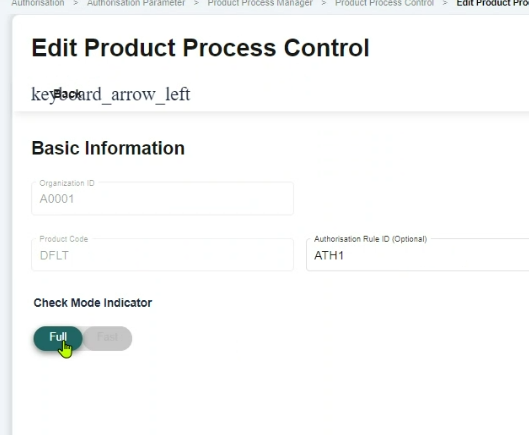 Authorisation > Authorisation Parameter > Product Process Manager > Product Process Control > Edit Product Pro
Edit Product Process Control
keyboard_arrow_left Back
Basic Information
Organization ID
A0001
Product Code
DFLT
Authorisation Rule ID (Optional)
ATH1
Check Mode Indicator
Full Fast